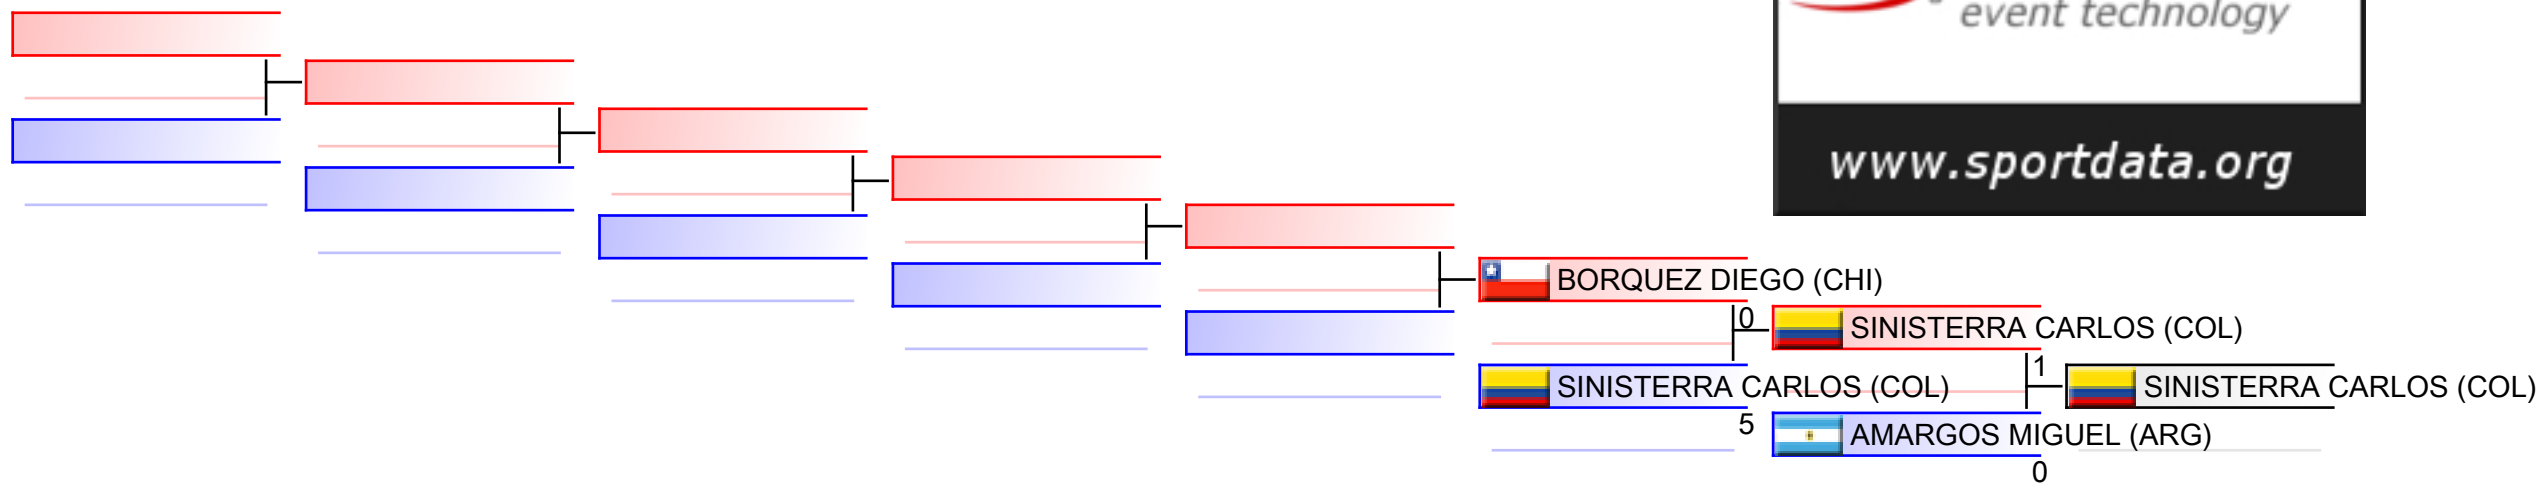 event technology
www.sportdata.org
BORQUEZ DIEGO (CHI)
0
SINISTERRA CARLOS (COL)
1
SINISTERRA CARLOS (COL)
SINISTERRA CARLOS (COL)
5
AMARGOS MIGUEL (ARG)
0